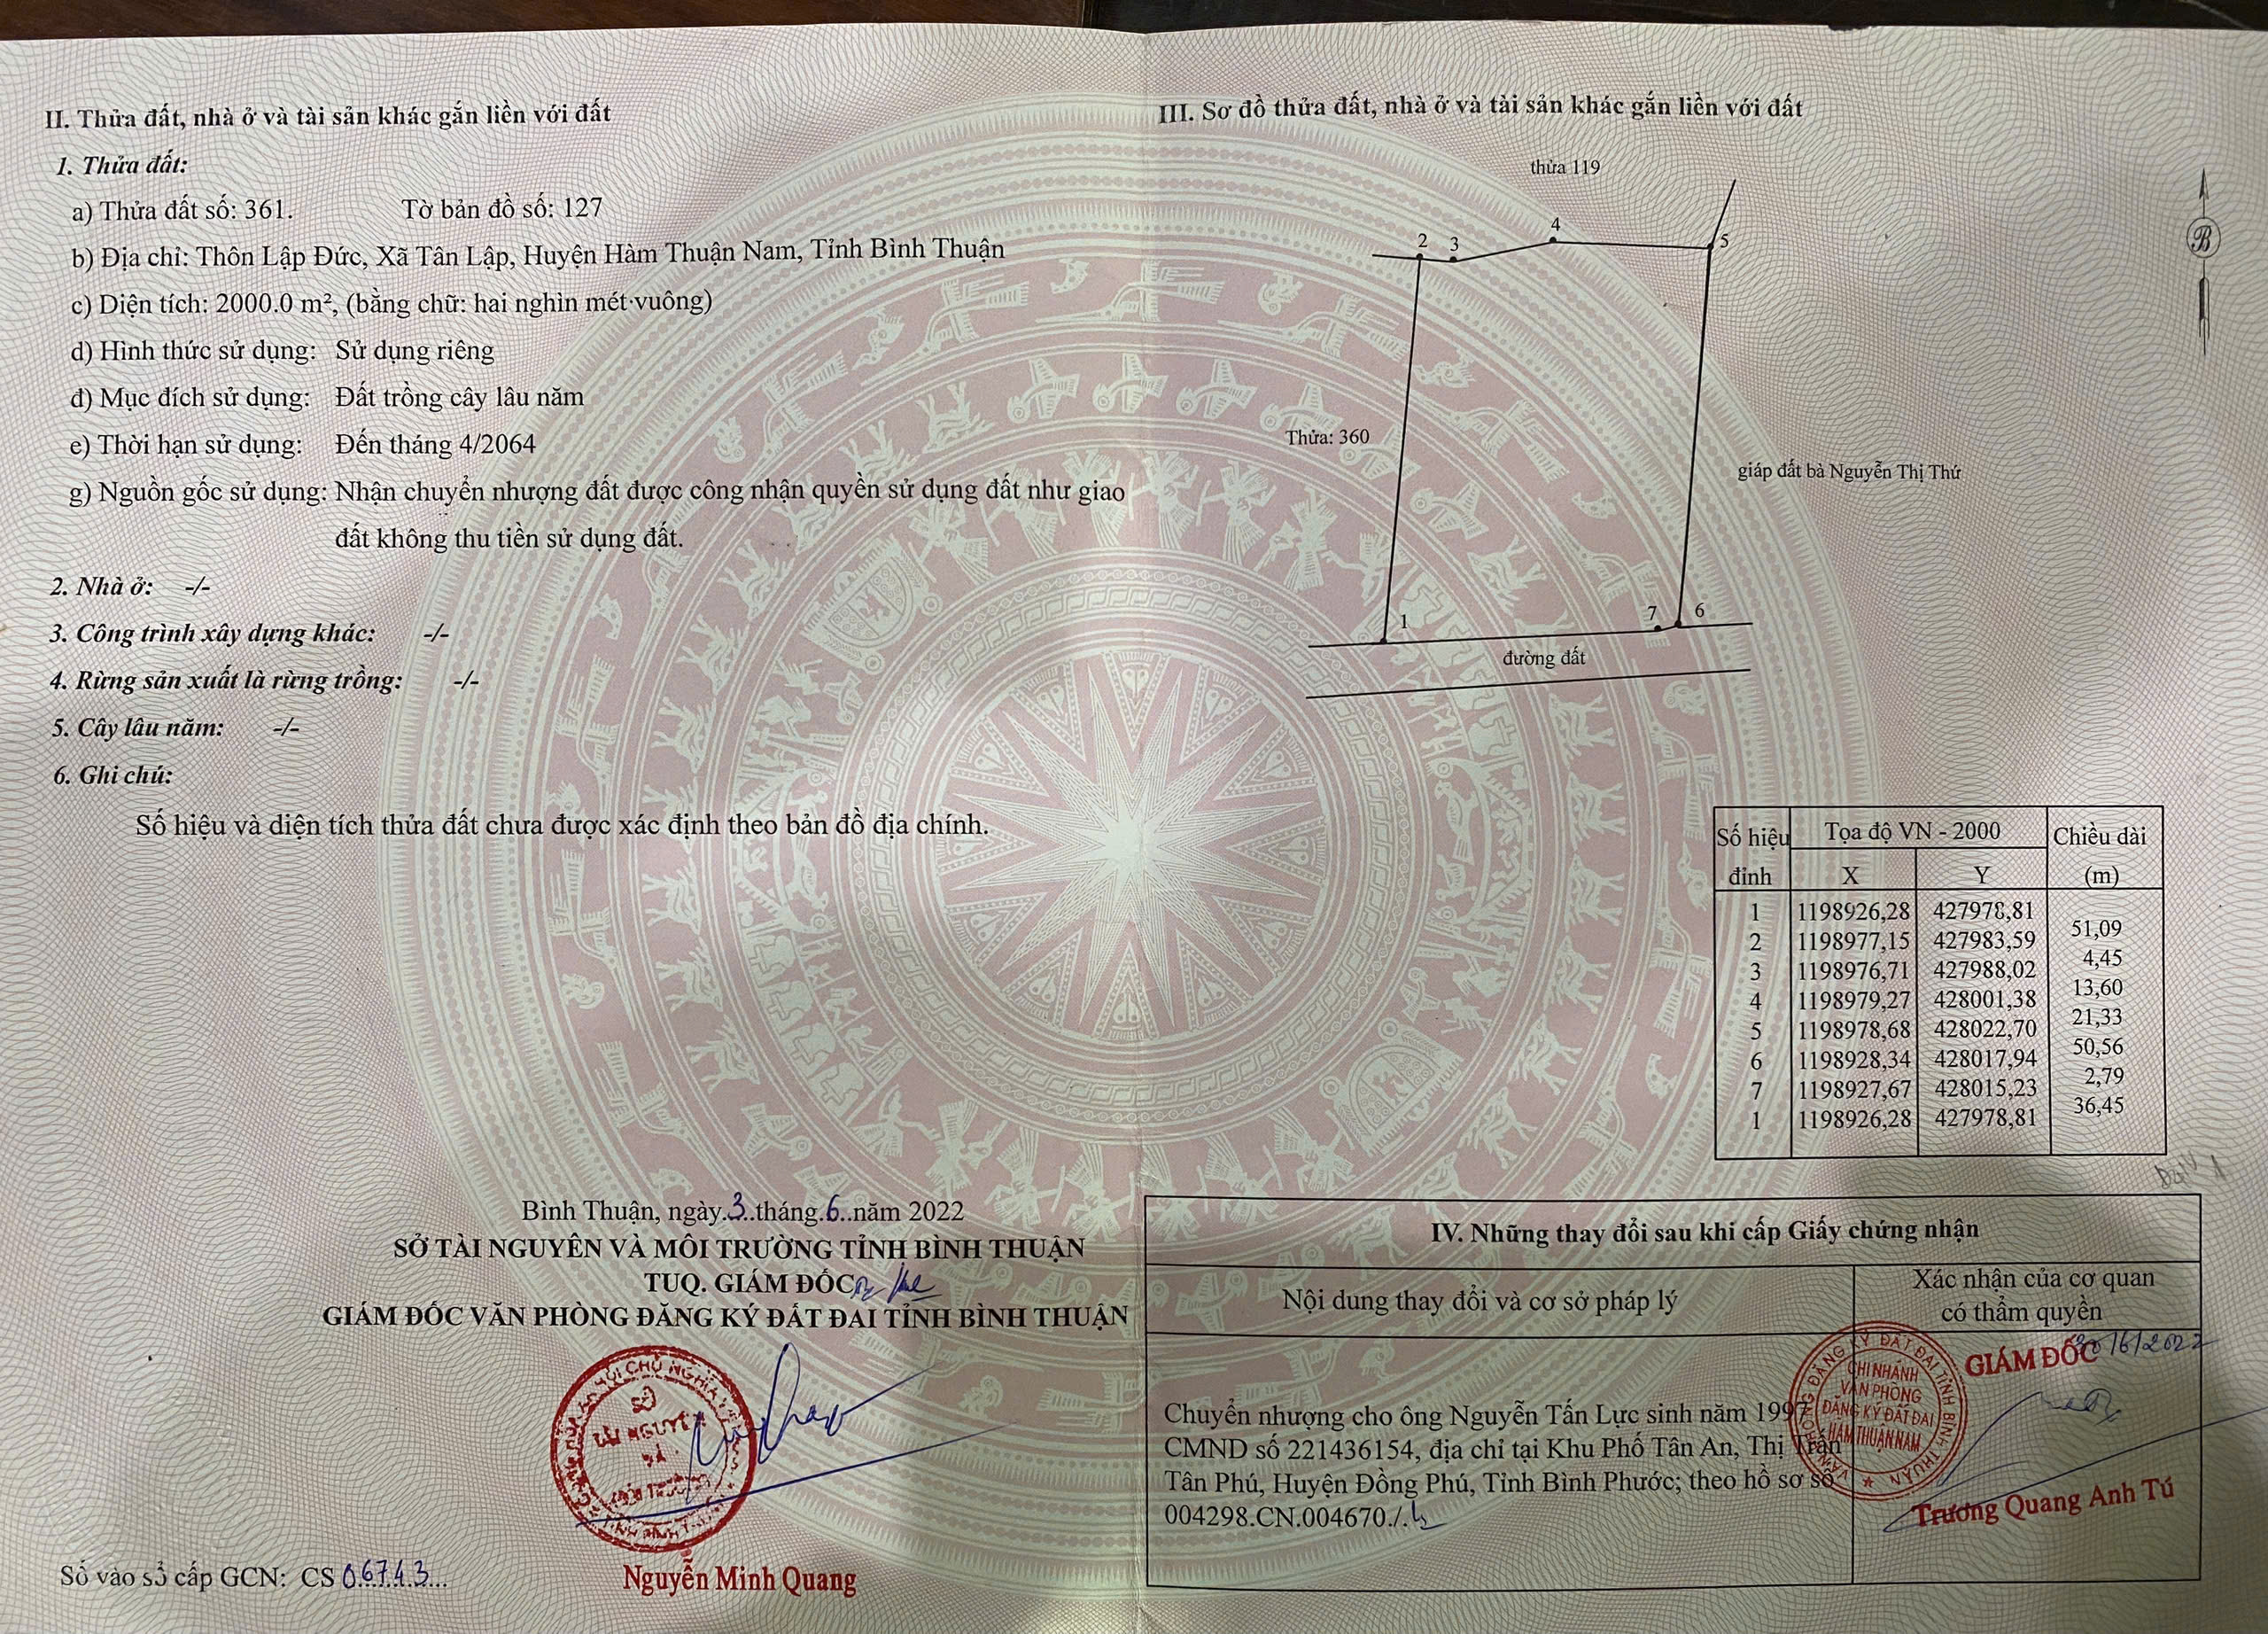 II. Thửa đất, nhà ở và tài sản khác gắn liền với đất
1. Thửa đất:
a) Thửa đất số: 361. Tờ bản đồ số: 127
b) Địa chỉ: Thôn Lập Đức, Xã Tân Lập, Huyện Hàm Thuận Nam, Tỉnh Bình Thuận
c) Diện tích: 2000.0 m², (bằng chữ: hai nghìn mét vuông)
d) Hình thức sử dụng: Sử dụng riêng
đ) Mục đích sử dụng: Đất trồng cây lâu năm
e) Thời hạn sử dụng: Đến tháng 4/2064
g) Nguồn gốc sử dụng: Nhận chuyển nhượng đất được công nhận quyền sử dụng đất như giao
đất không thu tiền sử dụng đất.
2. Nhà ở: -/-
3. Công trình xây dựng khác: -/-
4. Rừng sản xuất là rừng trồng: -/-
5. Cây lâu năm: -/-
6. Ghi chú:
Số hiệu và diện tích thửa đất chưa được xác định theo bản đồ địa chính.
Bình Thuận, ngày 3 tháng 6 năm 2022
SỞ TÀI NGUYÊN VÀ MÔI TRƯỜNG TỈNH BÌNH THUẬN
TUQ. GIÁM ĐỐC
GIÁM ĐỐC VĂN PHÒNG ĐĂNG KÝ ĐẤT ĐAI TỈNH BÌNH THUẬN
SỞ
TÀI NGUYÊN
VÀ
MÔI TRƯỜNG
Nguyễn Minh Quang
Số vào sổ cấp GCN: CS 06743
III. Sơ đồ thửa đất, nhà ở và tài sản khác gắn liền với đất
thửa 119
B
2 3 4 5
Thửa: 360
giáp đất bà Nguyễn Thị Thứ
1 7 6
đường đất
Số hiệu đỉnh Tọa độ VN - 2000 Chiều dài
X Y (m)
1 1198926,28 427978,81
51,09
2 1198977,15 427983,59
4,45
3 1198976,71 427988,02
13,60
4 1198979,27 428001,38
21,33
5 1198978,68 428022,70
50,56
6 1198928,34 428017,94
2,79
7 1198927,67 428015,23
36,45
1 1198926,28 427978,81
IV. Những thay đổi sau khi cấp Giấy chứng nhận
Nội dung thay đổi và cơ sở pháp lý
Xác nhận của cơ quan
có thẩm quyền
Chuyển nhượng cho ông Nguyễn Tấn Lực sinh năm 1997
CMND số 221436154, địa chỉ tại Khu Phố Tân An, Thị Trấn
Tân Phú, Huyện Đồng Phú, Tỉnh Bình Phước; theo hồ sơ số
004298.CN.004670./.
GIÁM ĐỐC
CHI NHÁNH
VĂN PHÒNG
ĐĂNG KÝ ĐẤT ĐAI
HÀM THUẬN NAM
VĂN PHÒNG ĐĂNG KÝ ĐẤT ĐAI TỈNH BÌNH THUẬN
Trương Quang Anh Tú